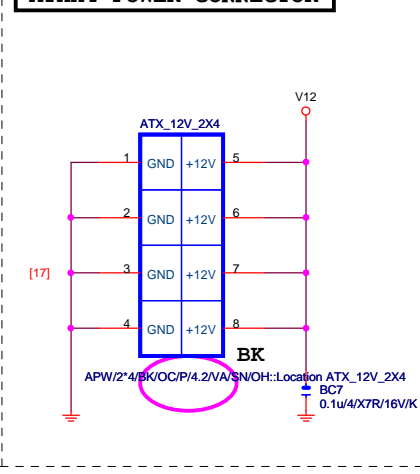 V12
ATX_12V_2X4
1 GND +12V 5
2 GND +12V 6
[17] 3 GND +12V 7
4 GND +12V 8
BK
APW/2*4/BK/OC/P/4.2/VA/SN/OH::Location ATX_12V_2X4
BC7
0.1u/4/X7R/16V/K